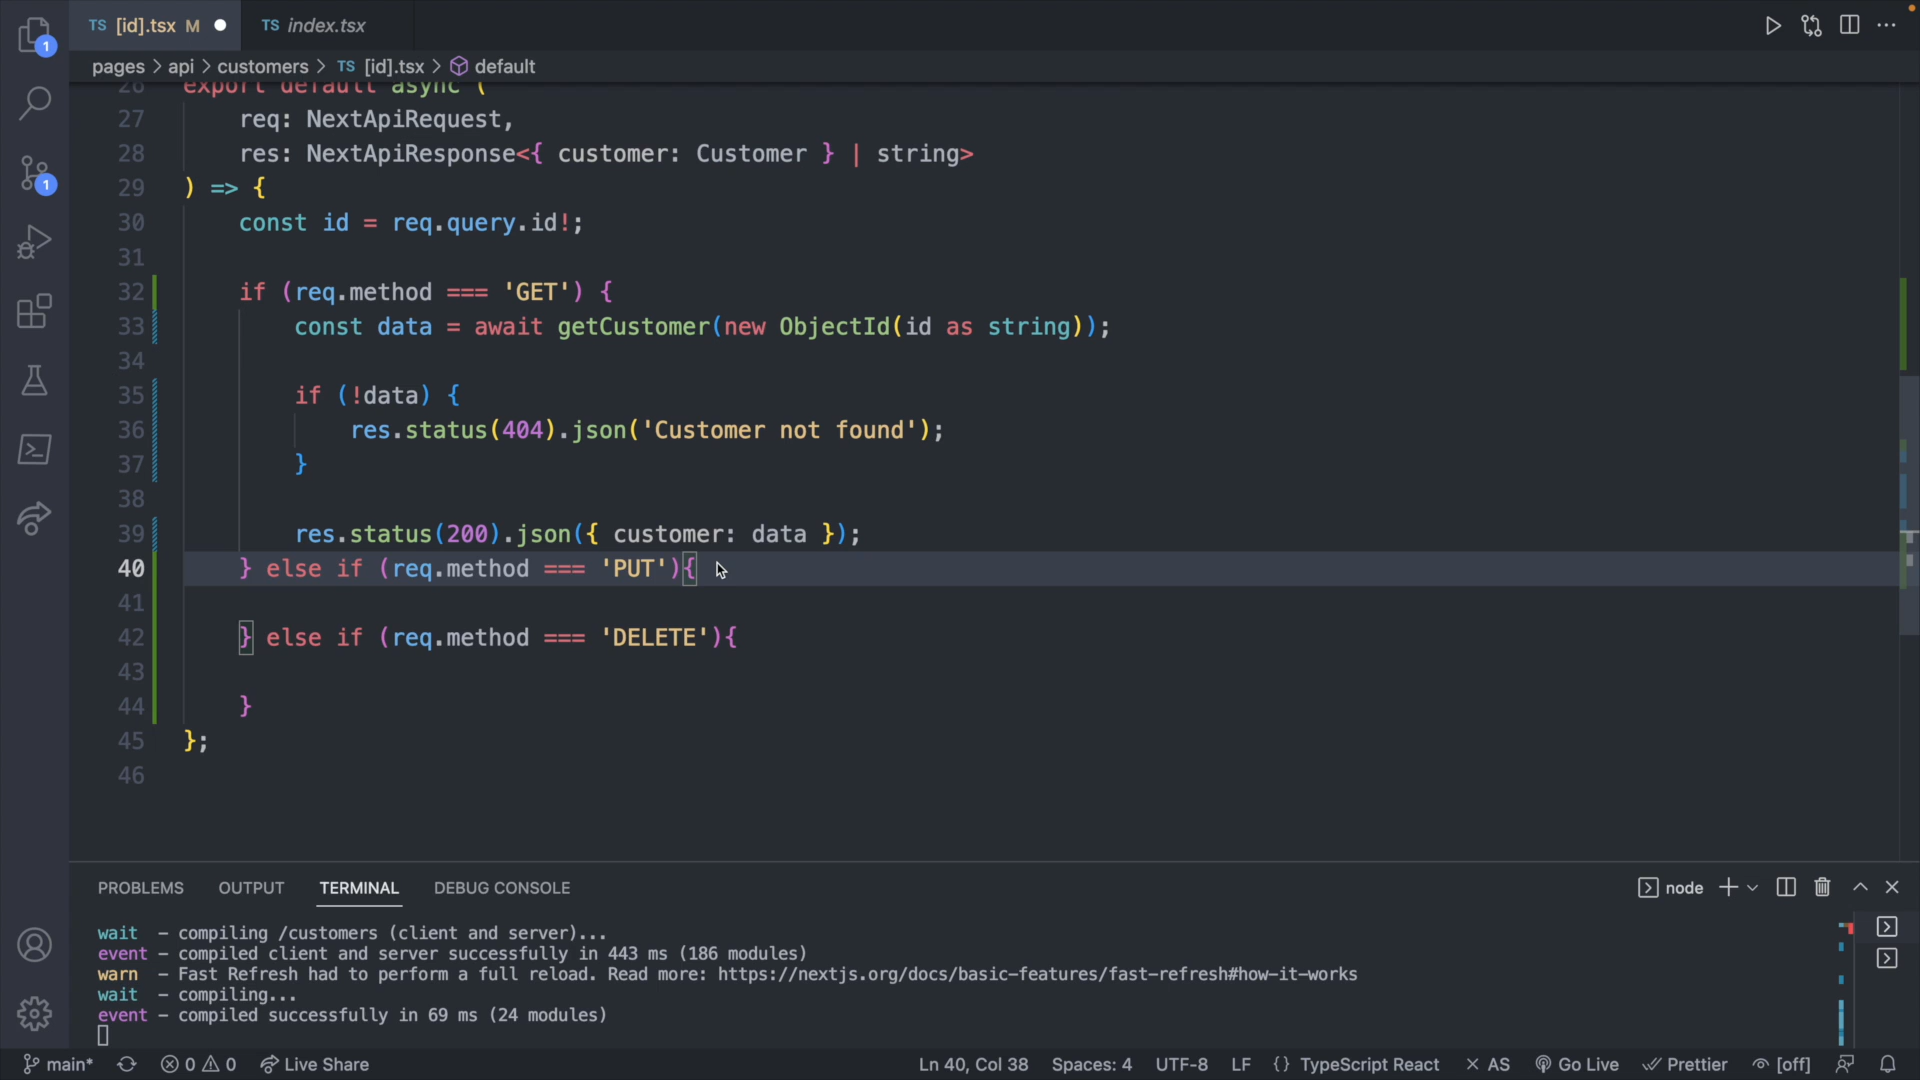 TS [id].tsx M
TS index.tsx
pages > api > customers > TS [id].tsx > default
26 export default async (
27 req: NextApiRequest,
28 res: NextApiResponse<{ customer: Customer } | string>
29 ) => {
30 const id = req.query.id!;
31
32 if (req.method === 'GET') {
33 const data = await getCustomer(new ObjectId(id as string));
34
35 if (!data) {
36 res.status(404).json('Customer not found');
37 }
38
39 res.status(200).json({ customer: data });
40 } else if (req.method === 'PUT'){
41
42 } else if (req.method === 'DELETE'){
43
44 }
45 };
46
1
1
PROBLEMS OUTPUT TERMINAL DEBUG CONSOLE
node
wait – compiling /customers (client and server)...
event – compiled client and server successfully in 443 ms (186 modules)
warn – Fast Refresh had to perform a full reload. Read more: https://nextjs.org/docs/basic-features/fast-refresh#how-it-works
wait – compiling...
event – compiled successfully in 69 ms (24 modules)
main* 0 0 Live Share Ln 40, Col 38 Spaces: 4 UTF-8 LF {} TypeScript React × AS Go Live Prettier [off]